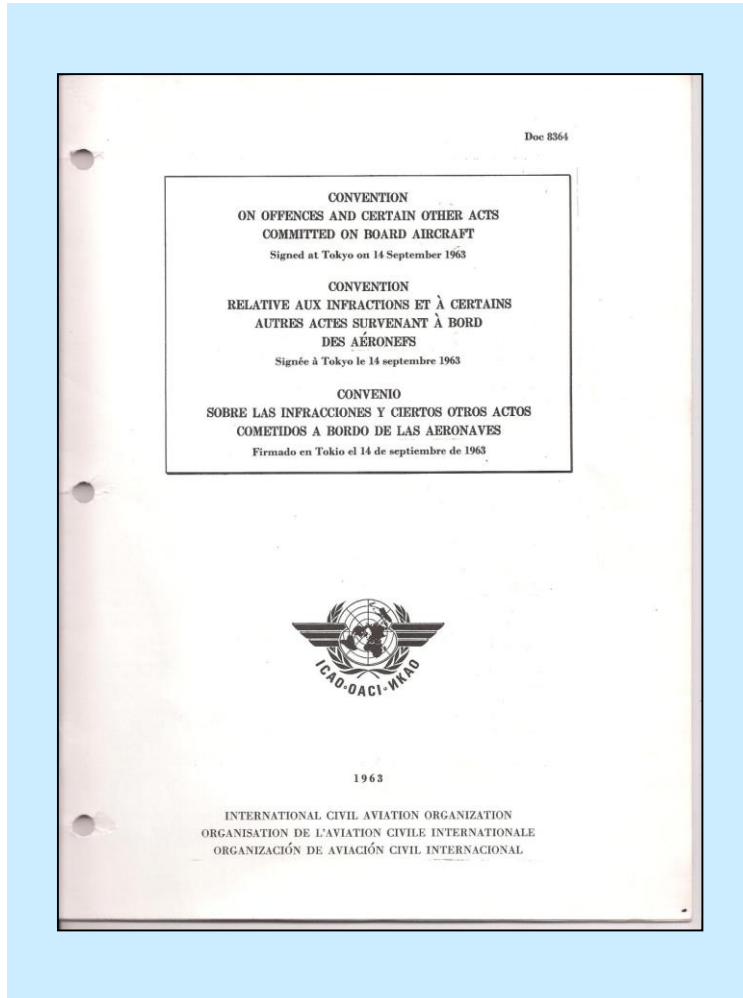 Doc 8364
CONVENTION
ON OFFENCES AND CERTAIN OTHER ACTS
COMMITTED ON BOARD AIRCRAFT
Signed at Tokyo on 14 September 1963
CONVENTION
RELATIVE AUX INFRACTIONS ET À CERTAINS
AUTRES ACTES SURVENANT À BORD
DES AÉRONEFS
Signée à Tokyo le 14 septembre 1963
CONVENIO
SOBRE LAS INFRACCIONES Y CIERTOS OTROS ACTOS
COMETIDOS A BORDO DE LAS AERONAVES
Firmado en Tokio el 14 de septiembre de 1963
ICAO·OACI·ИКАО
1963
INTERNATIONAL CIVIL AVIATION ORGANIZATION
ORGANISATION DE L'AVIATION CIVILE INTERNATIONALE
ORGANIZACIÓN DE AVIACIÓN CIVIL INTERNACIONAL